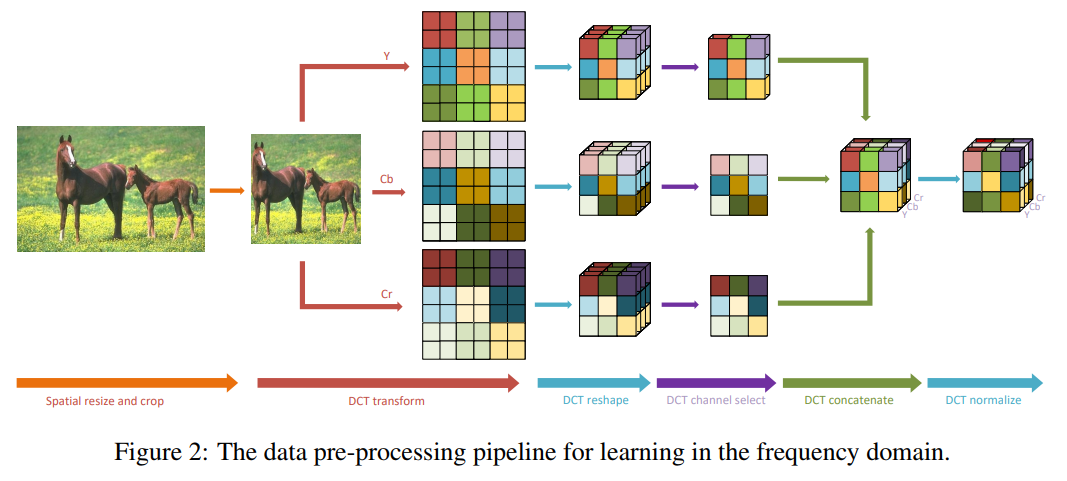 Y
Cb
Cr
Cr
Cb
Y
Cr
Cb
Y
Spatial resize and crop
DCT transform
DCT reshape
DCT channel select
DCT concatenate
DCT normalize
Figure 2: The data pre-processing pipeline for learning in the frequency domain.